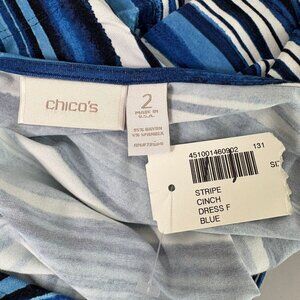 chico's
2
MADE IN
U.S.A.
95% RAYON
5% SPANDEX
451001460902 131
STRIPE
CINCH
DRESS F
BLUE